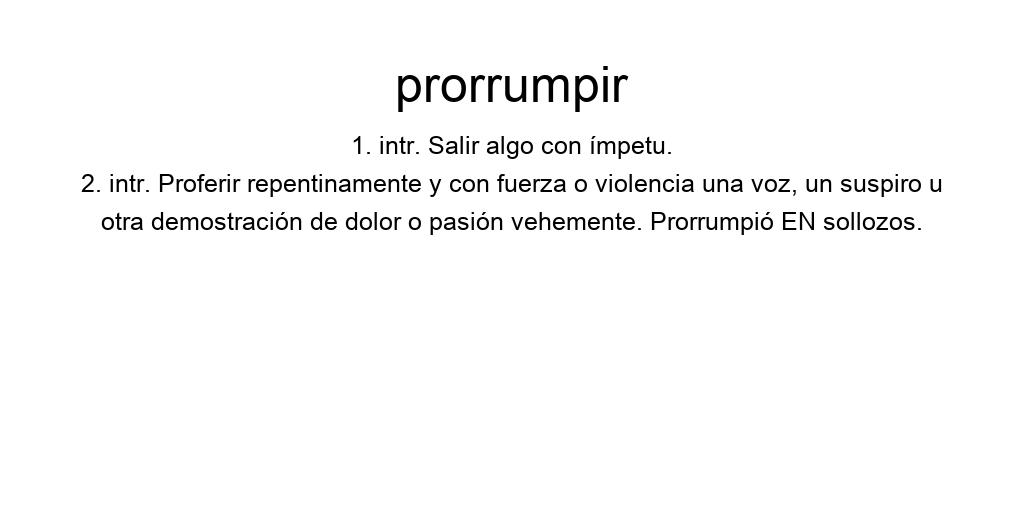 prorrumpir
1. intr. Salir algo con ímpetu.
2. intr. Proferir repentinamente y con fuerza o violencia una voz, un suspiro u
otra demostración de dolor o pasión vehemente. Prorrumpió EN sollozos.